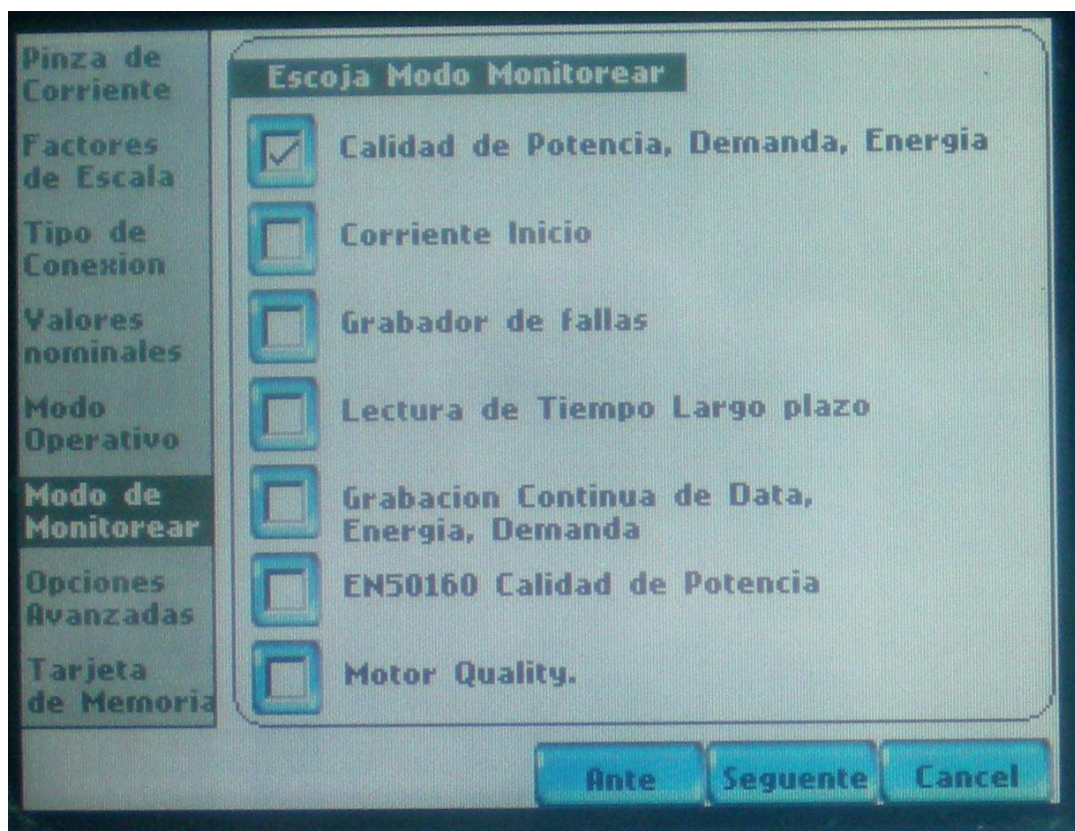 Pinza de
Corriente
Factores
de Escala
Tipo de
Conexion
Valores
nominales
Modo
Operativo
Modo de
Monitorear
Opciones
Avanzadas
Tarjeta
de Memoria
Escoja Modo Monitorear
Calidad de Potencia, Demanda, Energia
Corriente Inicio
Grabador de fallas
Lectura de Tiempo Largo plazo
Grabacion Continua de Data,
Energia, Demanda
EN50160 Calidad de Potencia
Motor Quality.
Ante
Seguente
Cancel